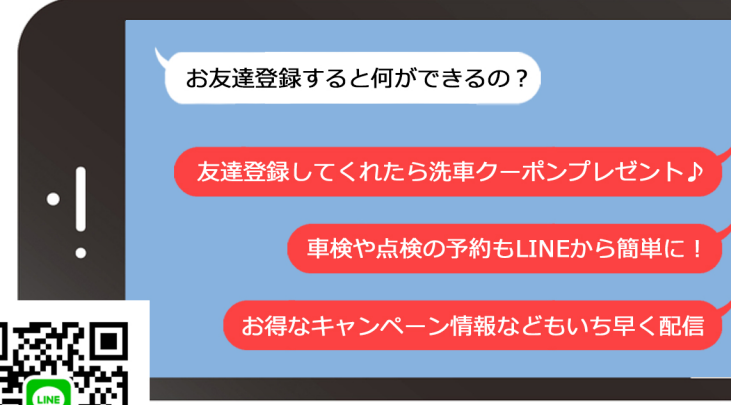 お友達登録すると何ができるの？
友達登録してくれたら洗車クーポンプレゼント♪
車検や点検の予約もLINEから簡単に！
お得なキャンペーン情報などもいち早く配信
LINE